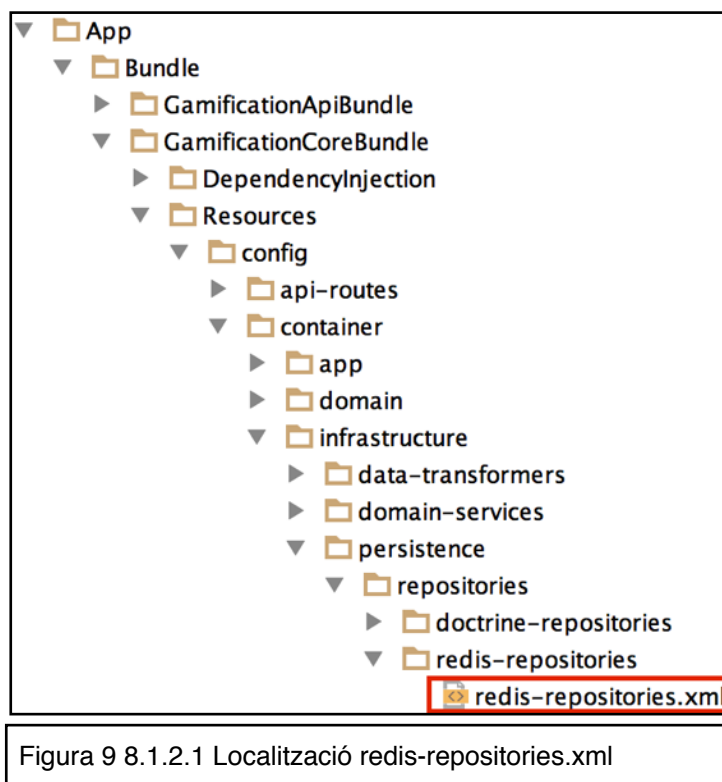 App
Bundle
GamificationApiBundle
GamificationCoreBundle
DependencyInjection
Resources
config
api-routes
container
app
domain
infrastructure
data-transformers
domain-services
persistence
repositories
doctrine-repositories
redis-repositories
redis-repositories.xml
Figura 9 8.1.2.1 Localització redis-repositories.xml